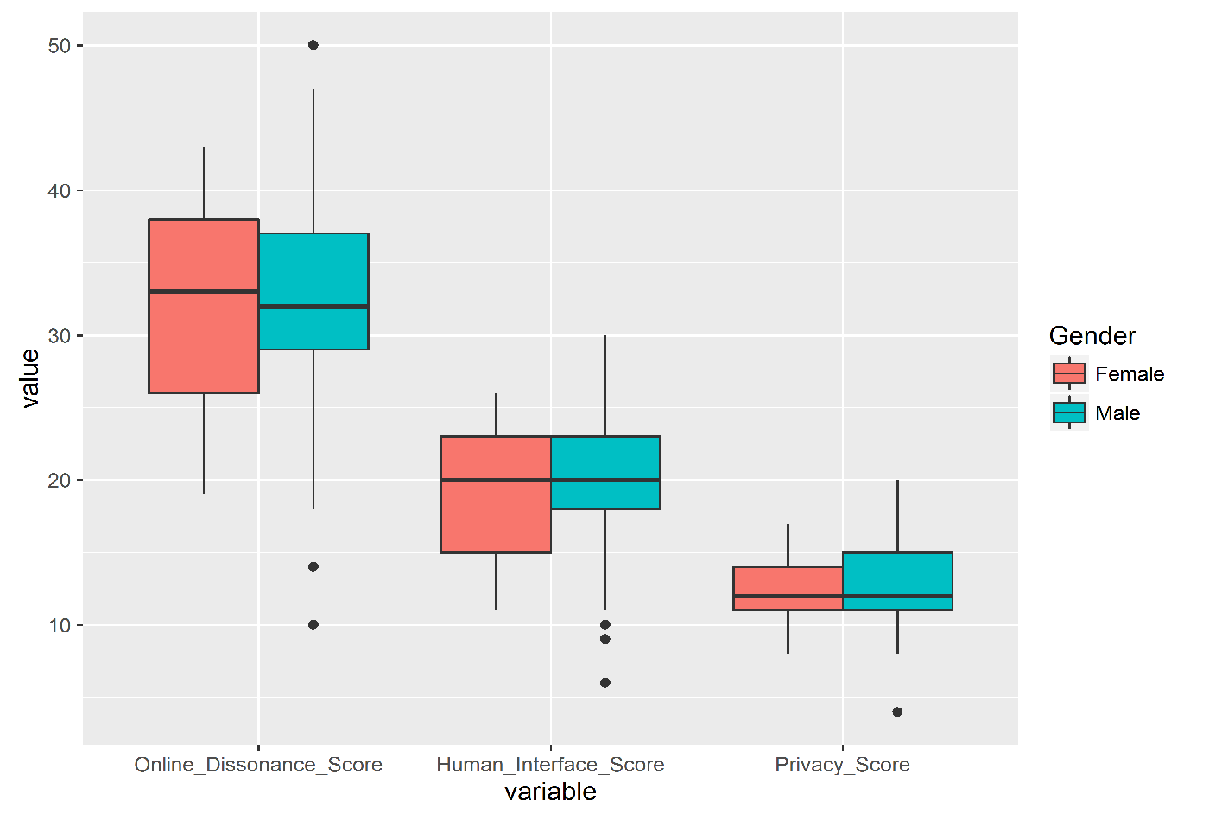 50
40
30
20
10
value
Online_Dissonance_Score Human_Interface_Score Privacy_Score
variable
Gender
Female
Male